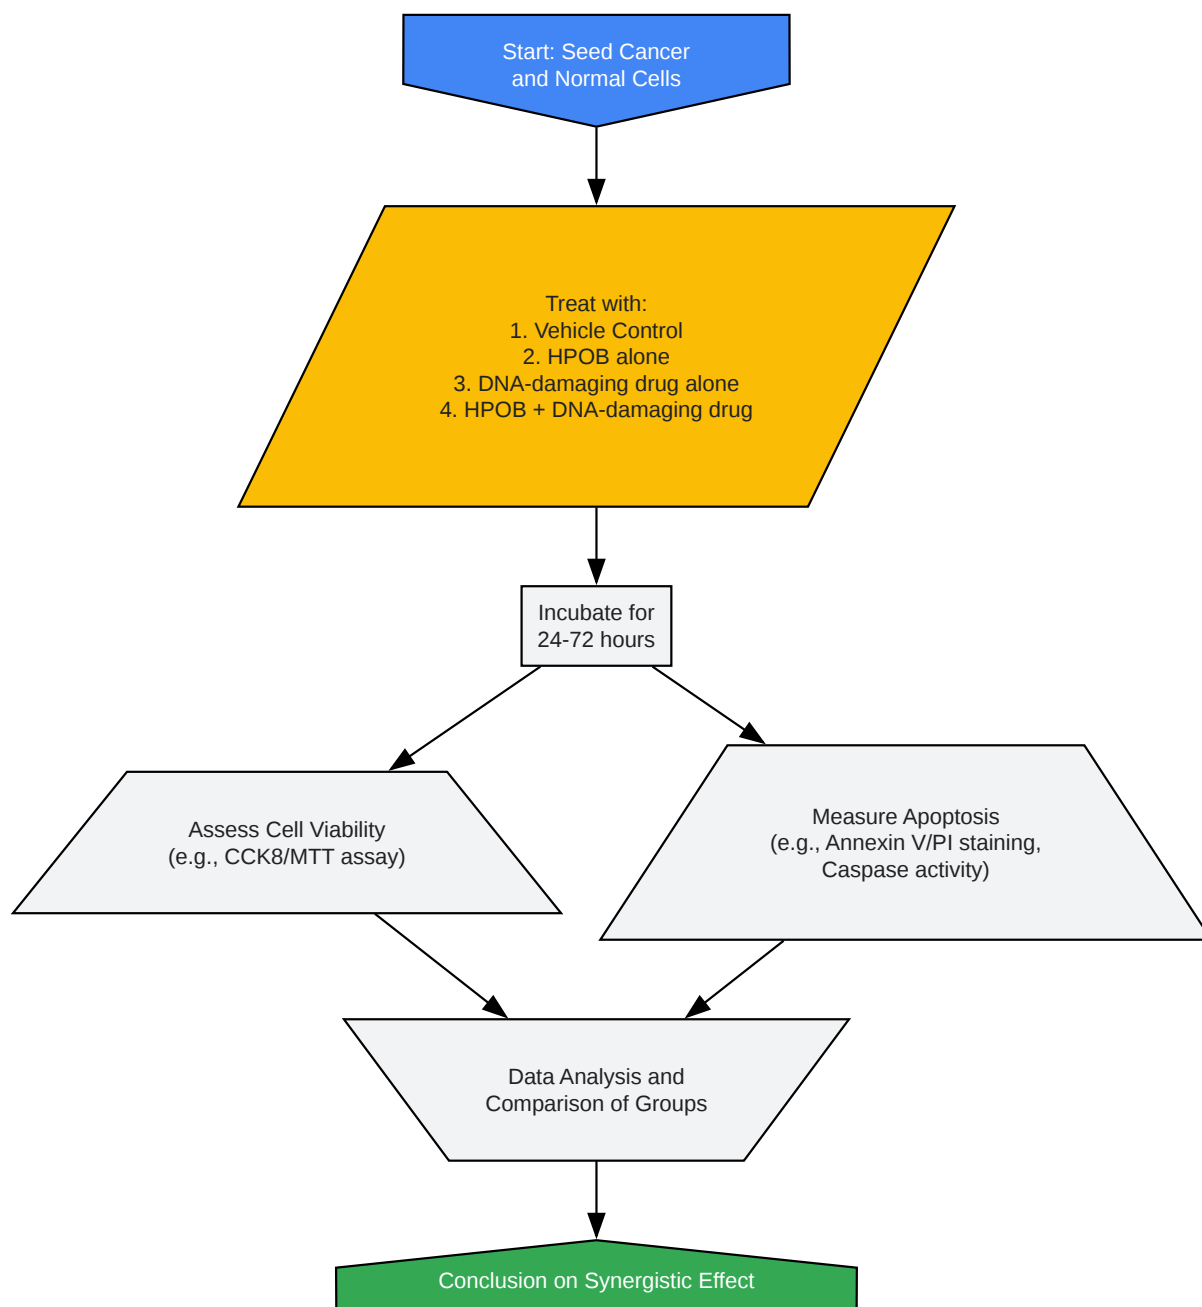 Start: Seed Cancer
and Normal Cells
Treat with:
1. Vehicle Control
2. HPOB alone
3. DNA-damaging drug alone
4. HPOB + DNA-damaging drug
Incubate for
24-72 hours
Assess Cell Viability
(e.g., CCK8/MTT assay)
Measure Apoptosis
(e.g., Annexin V/PI staining,
Caspase activity)
Data Analysis and
Comparison of Groups
Conclusion on Synergistic Effect